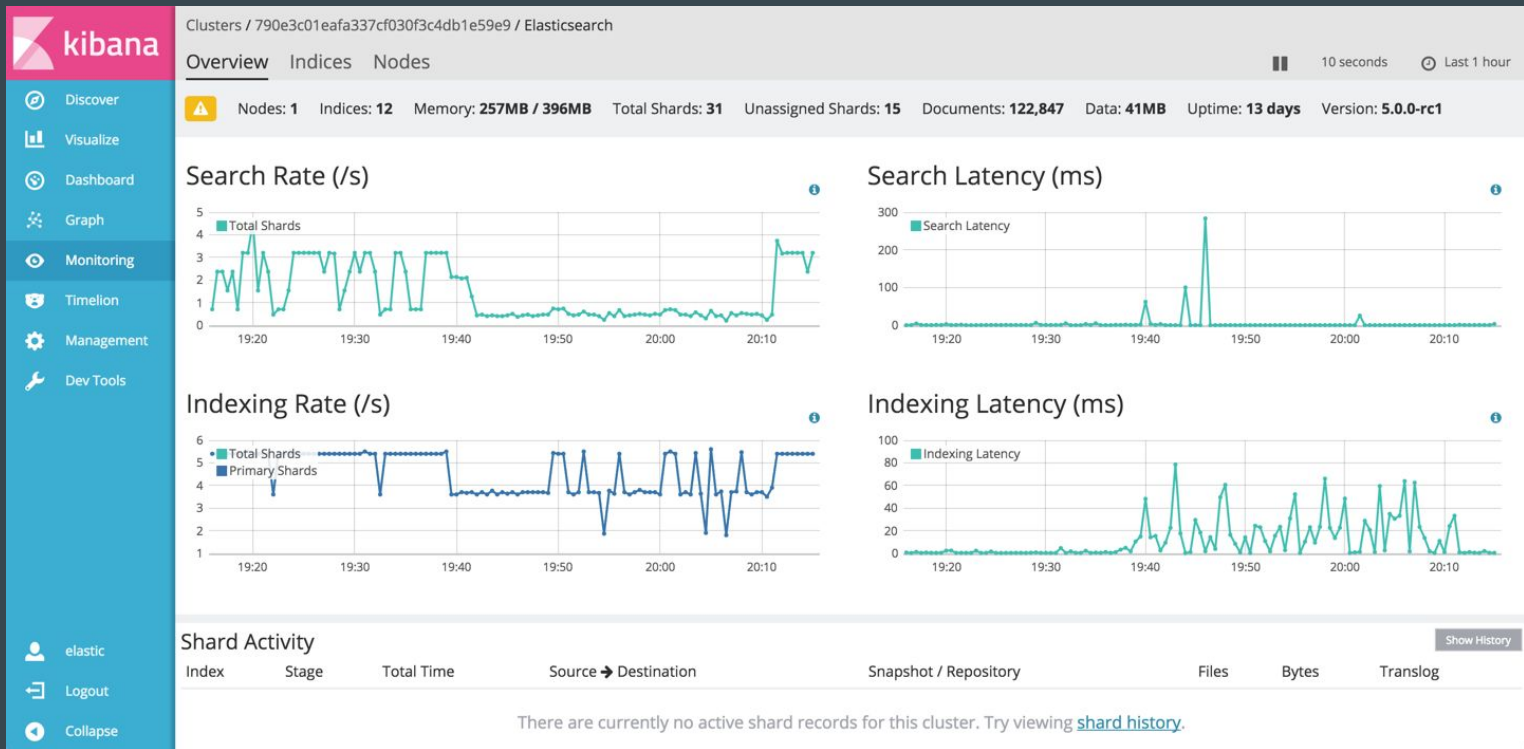 kibana
Discover
Visualize
Dashboard
Graph
Monitoring
Timelion
Management
Dev Tools
elastic
Logout
Collapse
Clusters / 790e3c01eafa337cf030f3c4db1e59e9 / Elasticsearch
Overview Indices Nodes
10 seconds Last 1 hour
Nodes: 1 Indices: 12 Memory: 257MB / 396MB Total Shards: 31 Unassigned Shards: 15 Documents: 122,847 Data: 41MB Uptime: 13 days Version: 5.0.0-rc1
Search Rate (/s)
Total Shards
5
4
3
2
1
0
19:20 19:30 19:40 19:50 20:00 20:10
Search Latency (ms)
Search Latency
300
200
100
0
19:20 19:30 19:40 19:50 20:00 20:10
Indexing Rate (/s)
Total Shards
Primary Shards
6
5
4
3
2
1
19:20 19:30 19:40 19:50 20:00 20:10
Indexing Latency (ms)
Indexing Latency
100
80
60
40
20
0
19:20 19:30 19:40 19:50 20:00 20:10
Shard Activity
Show History
Index Stage Total Time Source → Destination Snapshot / Repository Files Bytes Translog
There are currently no active shard records for this cluster. Try viewing shard history.